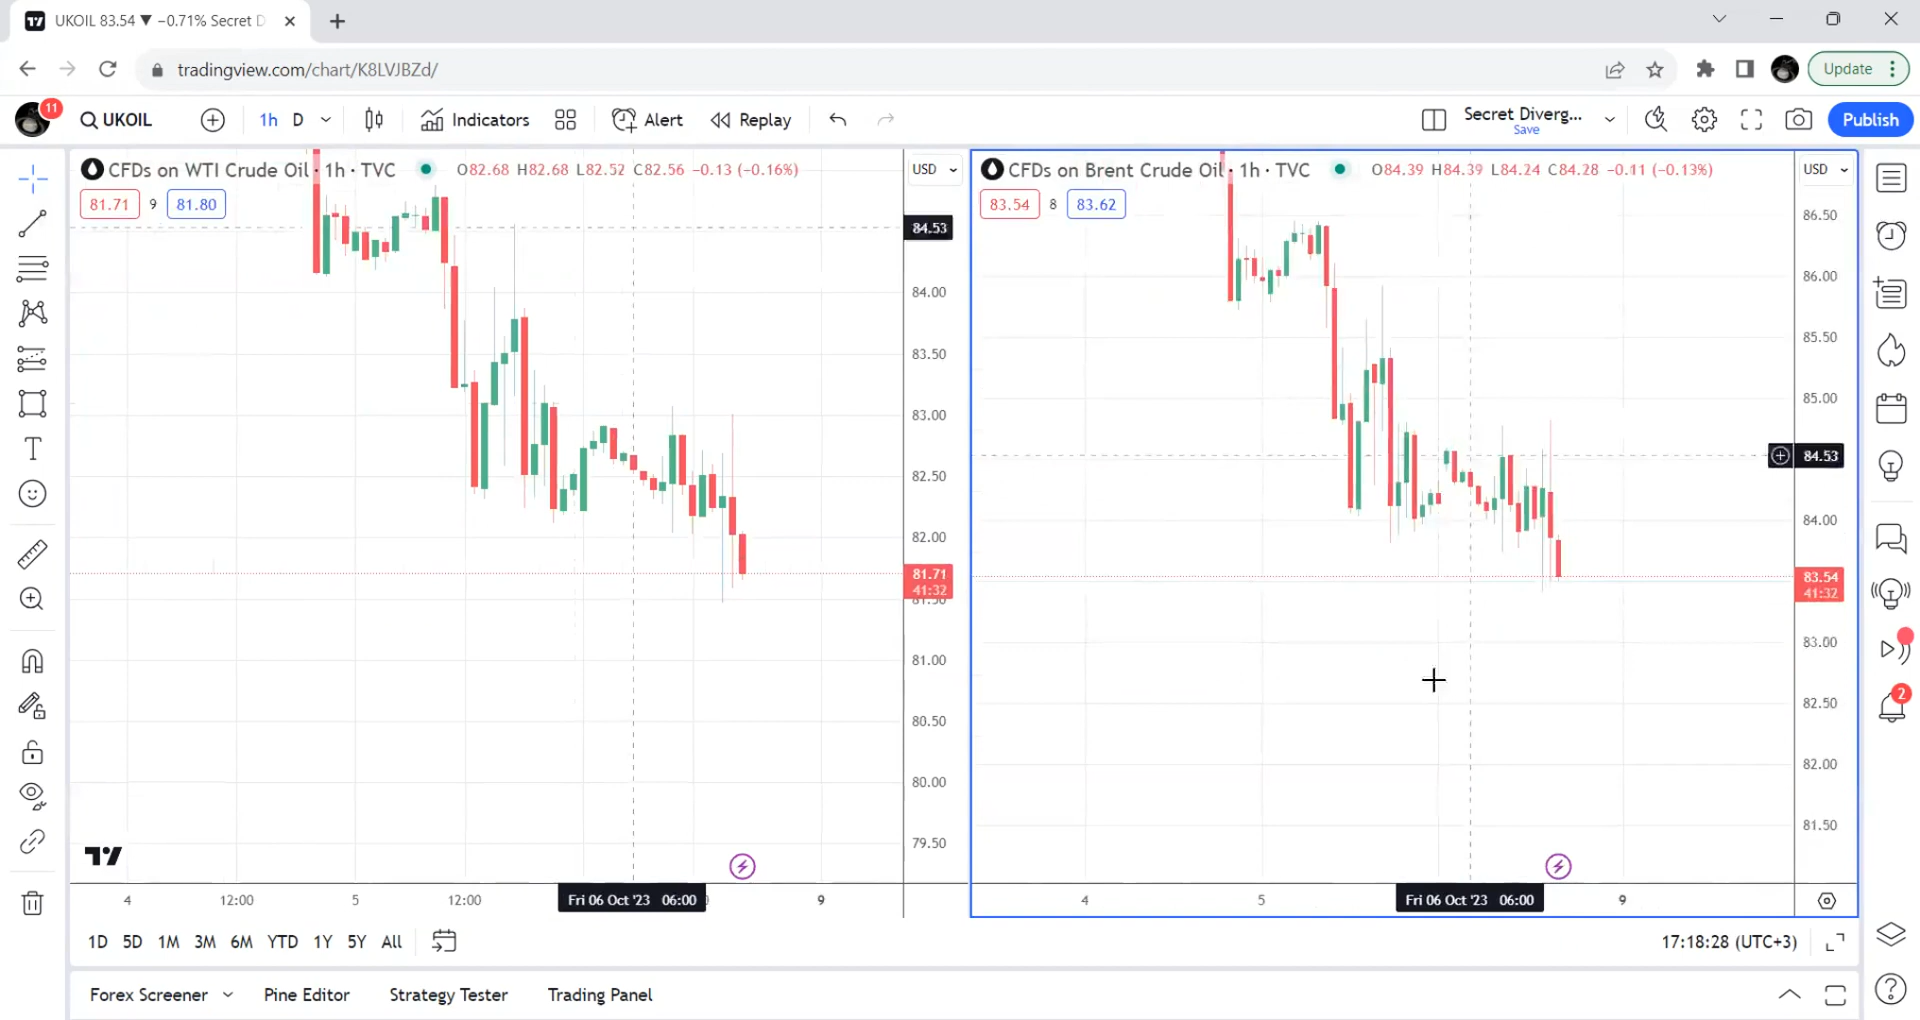 UKOIL 83.54 ▼ −0.71% Secret D
tradingview.com/chart/K8LVJBZd/
Update
11
UKOIL
1h D
Indicators
Alert
Replay
Secret Diverg...
Save
Publish
CFDs on WTI Crude Oil · 1h · TVC
O82.68 H82.68 L82.52 C82.56 −0.13 (−0.16%)
USD
81.71 9 81.80
84.53
84.00
83.50
83.00
82.50
82.00
81.71
41:32
81.50
81.00
80.50
80.00
79.50
4 12:00 5 12:00 Fri 06 Oct '23 06:00 9
CFDs on Brent Crude Oil · 1h · TVC
O84.39 H84.39 L84.24 C84.28 −0.11 (−0.13%)
USD
83.54 8 83.62
86.50
86.00
85.50
85.00
84.53
84.00
83.54
41:32
83.00
82.50
82.00
81.50
4 5 Fri 06 Oct '23 06:00 9
2
1D 5D 1M 3M 6M YTD 1Y 5Y All
17:18:28 (UTC+3)
Forex Screener Pine Editor Strategy Tester Trading Panel